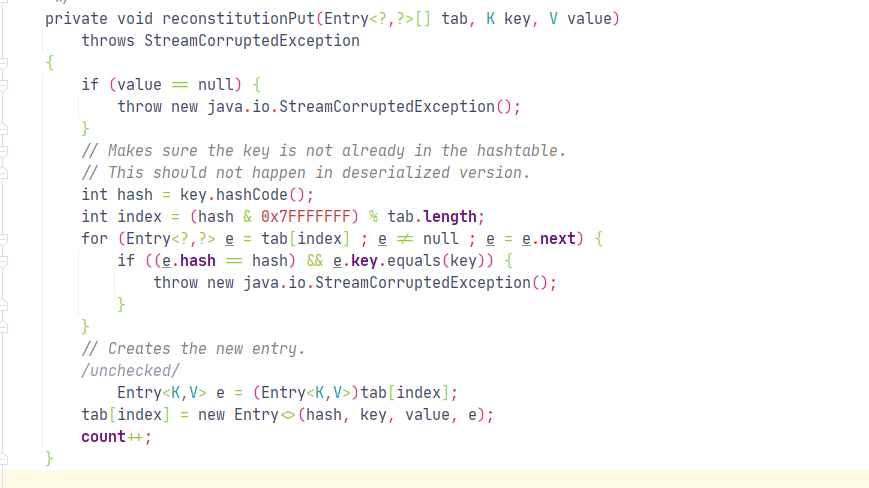 */
private void reconstitutionPut(Entry<?,?>[] tab, K key, V value)
throws StreamCorruptedException
{
if (value == null) {
throw new java.io.StreamCorruptedException();
}
// Makes sure the key is not already in the hashtable.
// This should not happen in deserialized version.
int hash = key.hashCode();
int index = (hash & 0x7FFFFFFF) % tab.length;
for (Entry<?,?> e = tab[index] ; e != null ; e = e.next) {
if ((e.hash == hash) && e.key.equals(key)) {
throw new java.io.StreamCorruptedException();
}
}
// Creates the new entry.
/unchecked/
Entry<K,V> e = (Entry<K,V>)tab[index];
tab[index] = new Entry<>(hash, key, value, e);
count++;
}